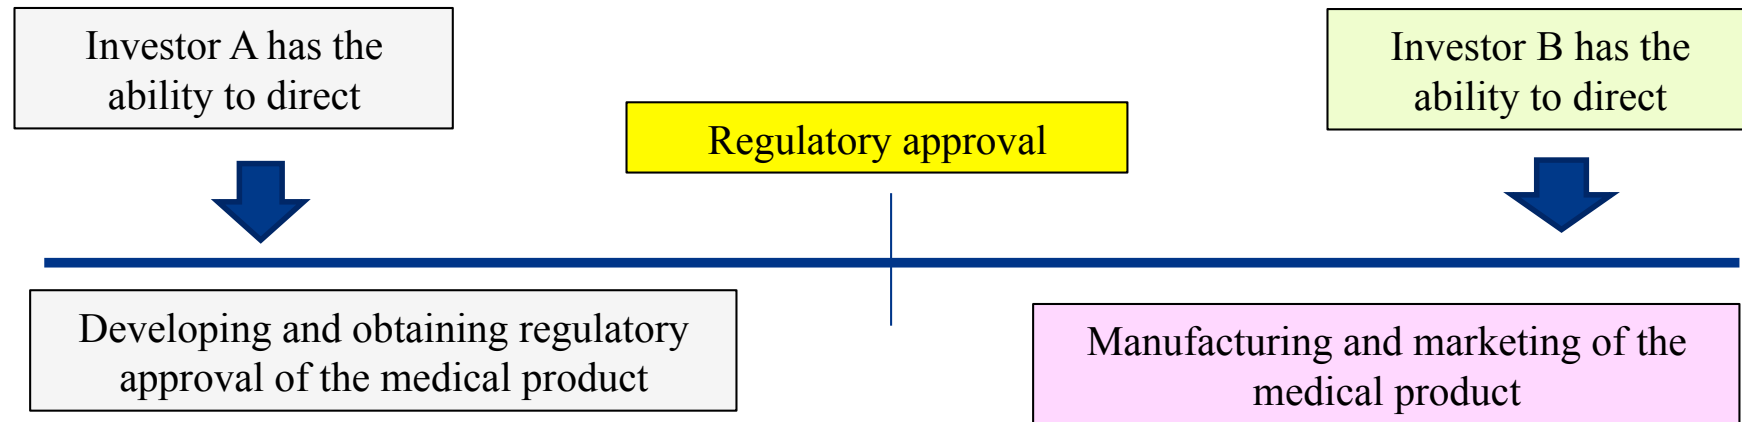 Investor A has the
ability to direct
Investor B has the
ability to direct
Regulatory approval
Developing and obtaining regulatory
approval of the medical product
Manufacturing and marketing of the
medical product